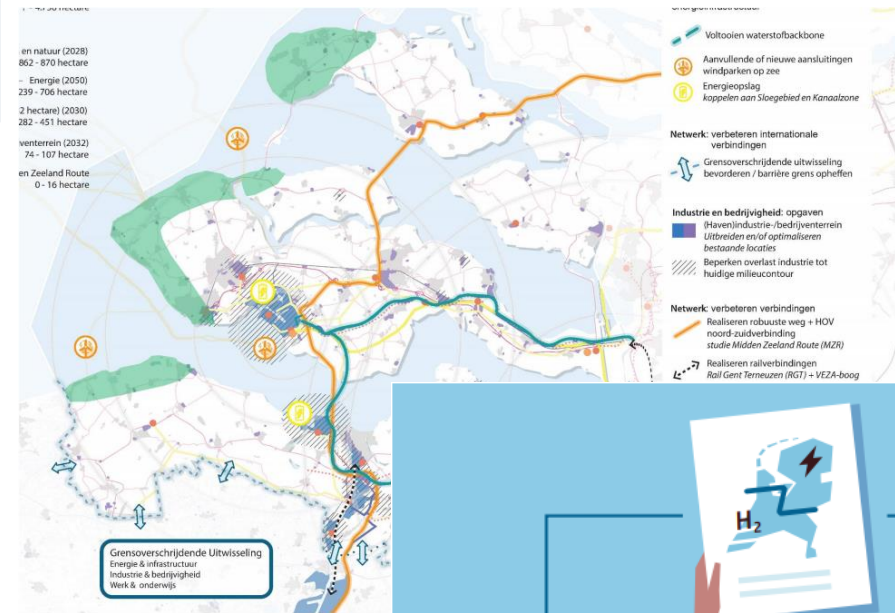 en natuur (2028)
862 - 870 hectare
– Energie (2050)
239 - 706 hectare
2 hectare) (2030)
282 - 451 hectare
venterrein (2032)
74 - 107 hectare
en Zeeland Route
0 - 16 hectare
Grensoverschrijdende Uitwisseling
Energie & infrastructuur
Industrie & bedrijvigheid
Werk & onderwijs
Voltooien waterstofbackbone
Aanvullende of nieuwe aansluitingen
windparken op zee
Energieopslag
koppelen aan Sloegebied en Kanaalzone
Netwerk: verbeteren internationale
verbindingen
Grensoverschrijdende uitwisseling
bevorderen / barrière grens opheffen
Industrie en bedrijvigheid: opgaven
(Haven)industrie-/bedrijventerrein
Uitbreiden en/of optimaliseren
bestaande locaties
Beperken overlast industrie tot
huidige milieucontour
Netwerk: verbeteren verbindingen
Realiseren robuuste weg + HOV
noord-zuidverbinding
studie Midden Zeeland Route (MZR)
Realiseren railverbindingen
Rail Gent Terneuzen (RGT) + VEZA-boog
H₂